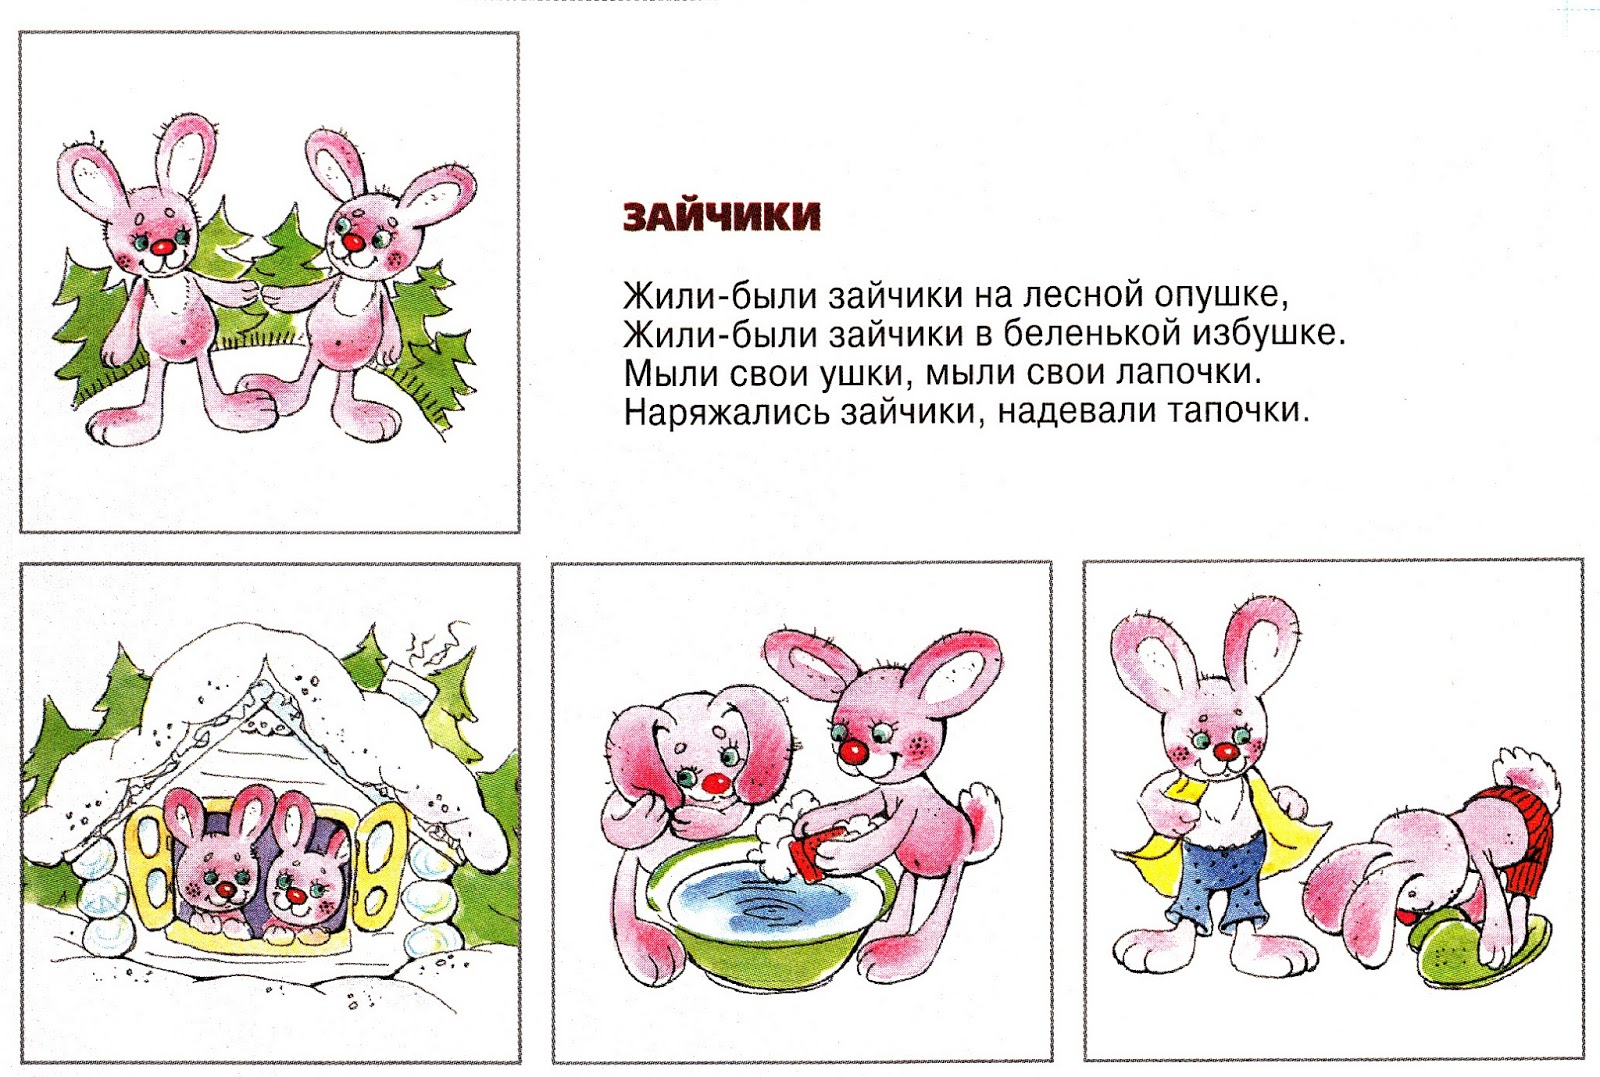 ЗАЙЧИКИ
Жили-были зайчики на лесной опушке,
Жили-были зайчики в беленькой избушке.
Мыли свои ушки, мыли свои лапочки.
Наряжались зайчики, надевали тапочки.